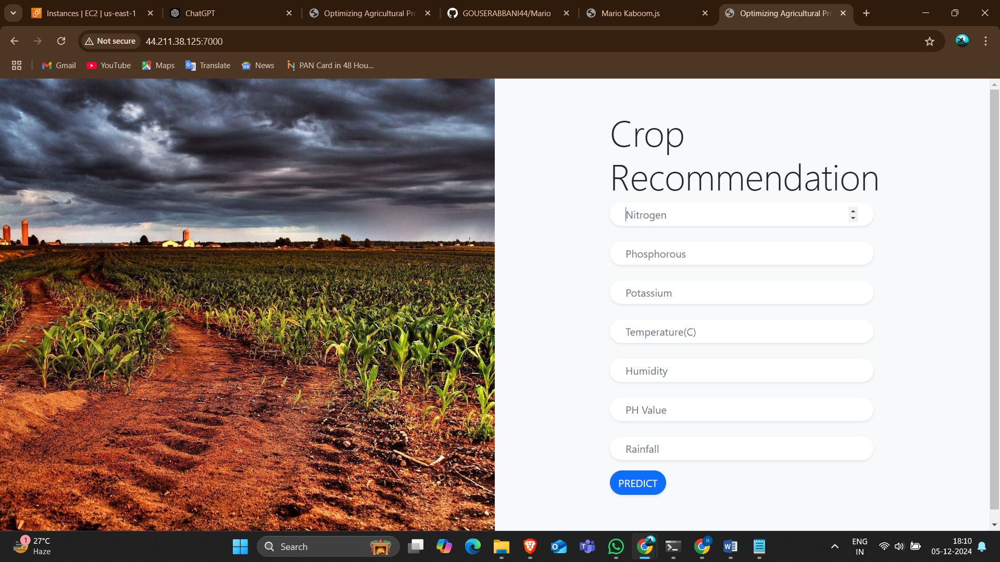 Instances | EC2 | us-east-1
ChatGPT
Optimizing Agricultural Pro
GOUSERABBANI44/Mario
Mario Kaboom.js
Optimizing Agricultural Pro
Not secure
44.211.38.125:7000
Gmail
YouTube
Maps
Translate
News
PAN Card in 48 Hou...
Crop
Recommendation
Nitrogen
Phosphorous
Potassium
Temperature(C)
Humidity
PH Value
Rainfall
PREDICT
1
27°C
Haze
Search
n
ENG
IN
18:10
05-12-2024